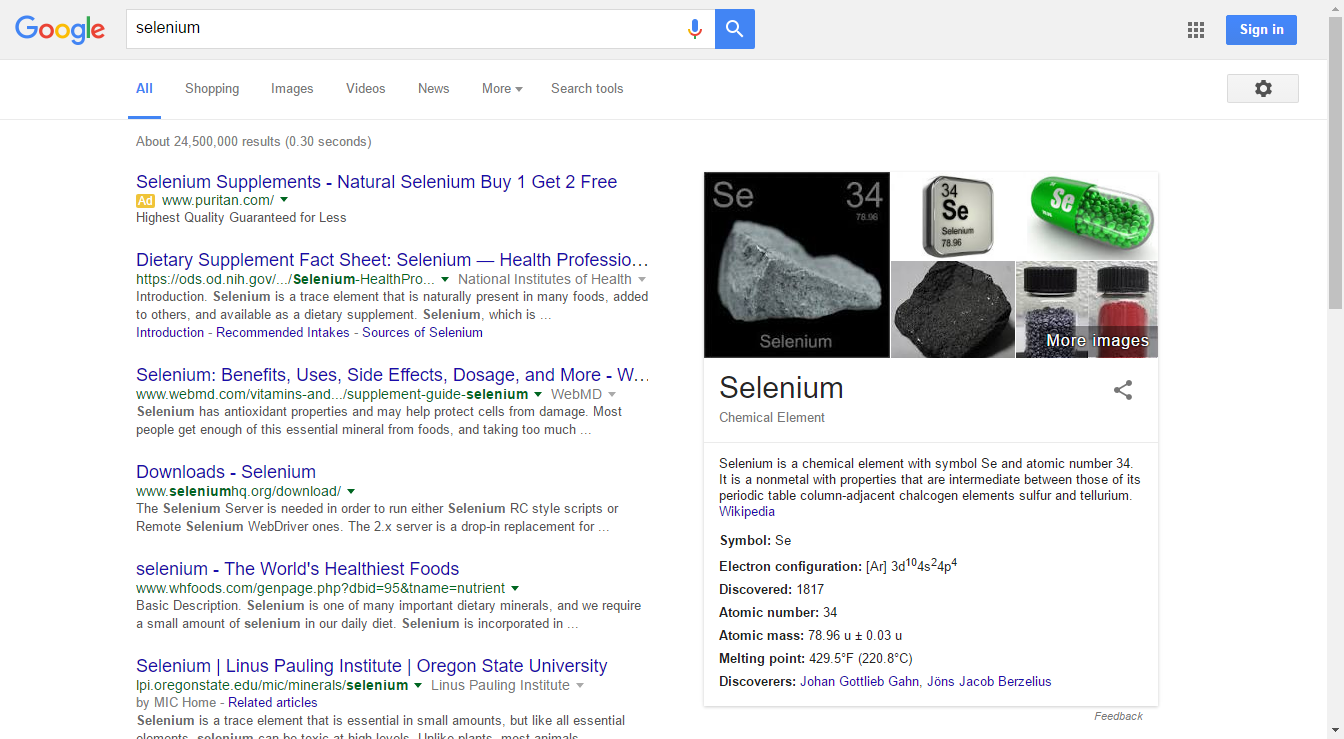 Google
selenium
Sign in
All Shopping Images Videos News More Search tools
About 24,500,000 results (0.30 seconds)
Selenium Supplements - Natural Selenium Buy 1 Get 2 Free
Ad www.puritan.com/
Highest Quality Guaranteed for Less
Dietary Supplement Fact Sheet: Selenium — Health Professio...
https://ods.od.nih.gov/.../Selenium-HealthPro... National Institutes of Health
Introduction. Selenium is a trace element that is naturally present in many foods, added
to others, and available as a dietary supplement. Selenium, which is ...
Introduction - Recommended Intakes - Sources of Selenium
Selenium: Benefits, Uses, Side Effects, Dosage, and More - W...
www.webmd.com/vitamins-and.../supplement-guide-selenium WebMD
Selenium has antioxidant properties and may help protect cells from damage. Most
people get enough of this essential mineral from foods, and taking too much ...
Downloads - Selenium
www.seleniumhq.org/download/
The Selenium Server is needed in order to run either Selenium RC style scripts or
Remote Selenium WebDriver ones. The 2.x server is a drop-in replacement for ...
selenium - The World's Healthiest Foods
www.whfoods.com/genpage.php?dbid=95&tname=nutrient
Basic Description. Selenium is one of many important dietary minerals, and we require
a small amount of selenium in our daily diet. Selenium is incorporated in ...
Selenium | Linus Pauling Institute | Oregon State University
lpi.oregonstate.edu/mic/minerals/selenium Linus Pauling Institute
by MIC Home - Related articles
Selenium is a trace element that is essential in small amounts, but like all essential
elements, selenium can be toxic at high levels. Unlike plants, most animals
Se 34
78.96
Selenium
34
Se
Selenium
78.96
Se
More images
Selenium
Chemical Element
Selenium is a chemical element with symbol Se and atomic number 34.
It is a nonmetal with properties that are intermediate between those of its
periodic table column-adjacent chalcogen elements sulfur and tellurium.
Wikipedia
Symbol: Se
Electron configuration: [Ar] 3d¹⁰4s²4p⁴
Discovered: 1817
Atomic number: 34
Atomic mass: 78.96 u ± 0.03 u
Melting point: 429.5°F (220.8°C)
Discoverers: Johan Gottlieb Gahn, Jöns Jacob Berzelius
Feedback